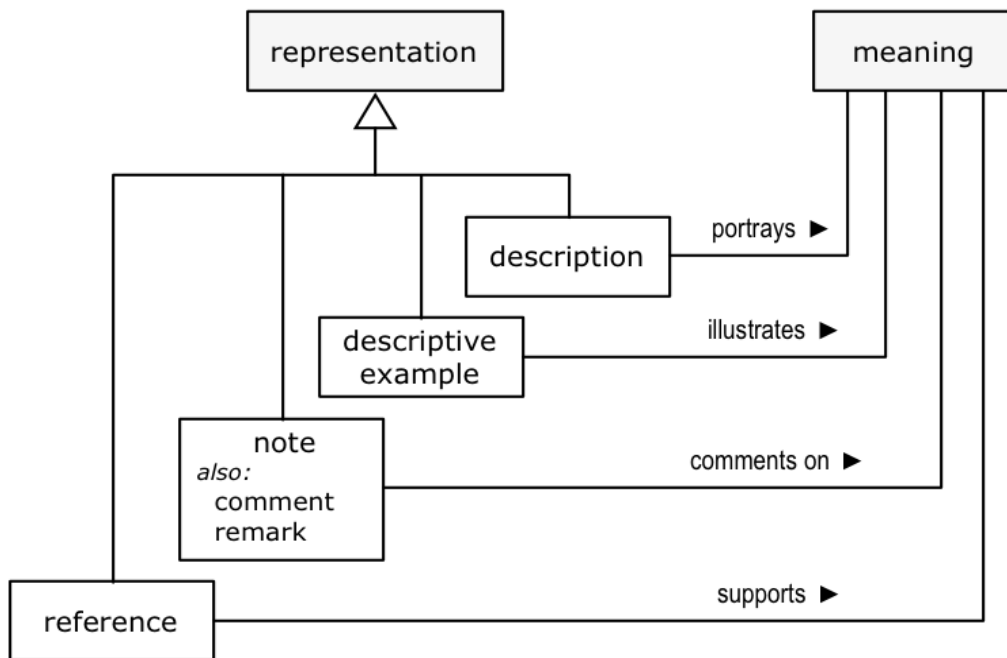 representation
meaning
portrays ►
description
illustrates ►
descriptive
example
note
also:
comment
remark
comments on ►
supports ►
reference